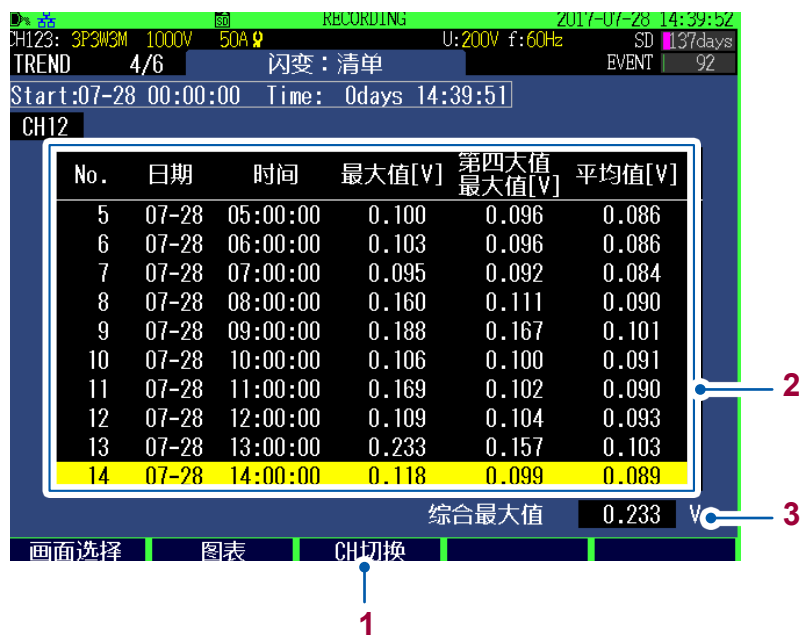 SD RECORDING 2017-07-28 14:39:52
CH123: 3P3W3M 1000V 50A U:200V f:60Hz SD 137days
TREND 4/6 闪变：清单 EVENT 92
Start:07-28 00:00:00 Time: 0days 14:39:51
CH12
No. 日期 时间 最大值[V] 第四大值 最大值[V] 平均值[V]
5 07-28 05:00:00 0.100 0.096 0.086
6 07-28 06:00:00 0.103 0.096 0.086
7 07-28 07:00:00 0.095 0.092 0.084
8 07-28 08:00:00 0.160 0.111 0.090
9 07-28 09:00:00 0.188 0.167 0.101
10 07-28 10:00:00 0.106 0.100 0.091
11 07-28 11:00:00 0.169 0.102 0.090
12 07-28 12:00:00 0.109 0.104 0.093
13 07-28 13:00:00 0.233 0.157 0.103
14 07-28 14:00:00 0.118 0.099 0.089
2
综合最大值 0.233 V
3
画面选择 图表 CH切换
1